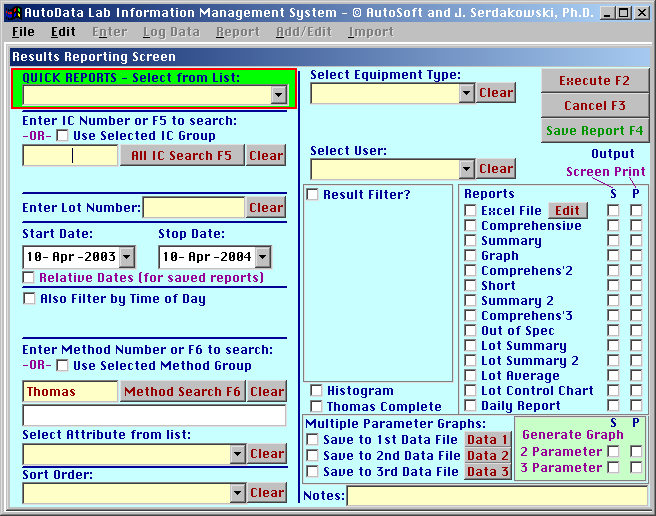 AutoData Lab Information Management System - © AutoSoft and J. Serdakowski, Ph.D.
File Edit Enter Log Data Report Add/Edit Import
Results Reporting Screen
QUICK REPORTS - Select from List:
Enter IC Number or F5 to search:
-OR- Use Selected IC Group
All IC Search F5 Clear
Enter Lot Number: Clear
Start Date: Stop Date:
10-Apr-2003 10-Apr-2004
Relative Dates (for saved reports)
Also Filter by Time of Day
Enter Method Number or F6 to search:
-OR- Use Selected Method Group
Thomas Method Search F6 Clear
Select Attribute from list:
Clear
Sort Order:
Clear
Select Equipment Type:
Clear
Select User:
Clear
Execute F2
Cancel F3
Save Report F4
Output
Screen Print
Result Filter?
Histogram
Thomas Complete
Reports S P
Excel File Edit
Comprehensive
Summary
Graph
Comprehens'2
Short
Summary 2
Comprehens'3
Out of Spec
Lot Summary
Lot Summary 2
Lot Average
Lot Control Chart
Daily Report
Multiple Parameter Graphs:
Save to 1st Data File Data 1
Save to 2nd Data File Data 2
Save to 3rd Data File Data 3
S P
Generate Graph
2 Parameter
3 Parameter
Notes: